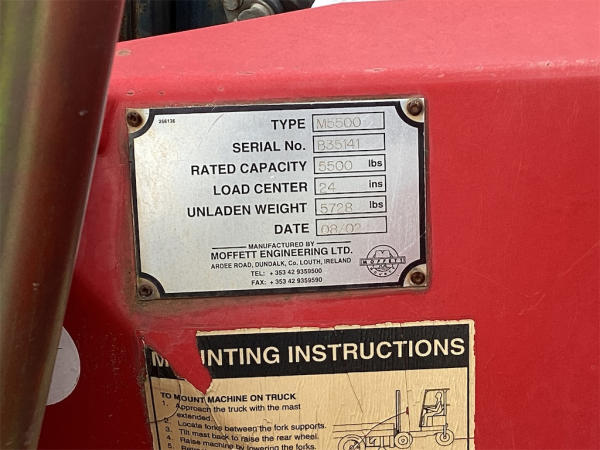 356136
TYPE M5500
SERIAL No. B35141
RATED CAPACITY 5500 lbs
LOAD CENTER 24 ins
UNLADEN WEIGHT 5728 lbs
DATE 08/02
MANUFACTURED BY
MOFFETT ENGINEERING LTD.
ARDEE ROAD, DUNDALK, Co. LOUTH, IRELAND
TEL: + 353 42 9359500
FAX: + 353 42 9359590
MOFFETT
INSTRUCTIONS
TO MOUNT MACHINE ON TRUCK
1. Approach the truck with the mast
extended.
2. Locate forks between the fork supports.
3. Tilt mast back to raise the rear wheel.
4. Raise machine by lowering the forks.
5.